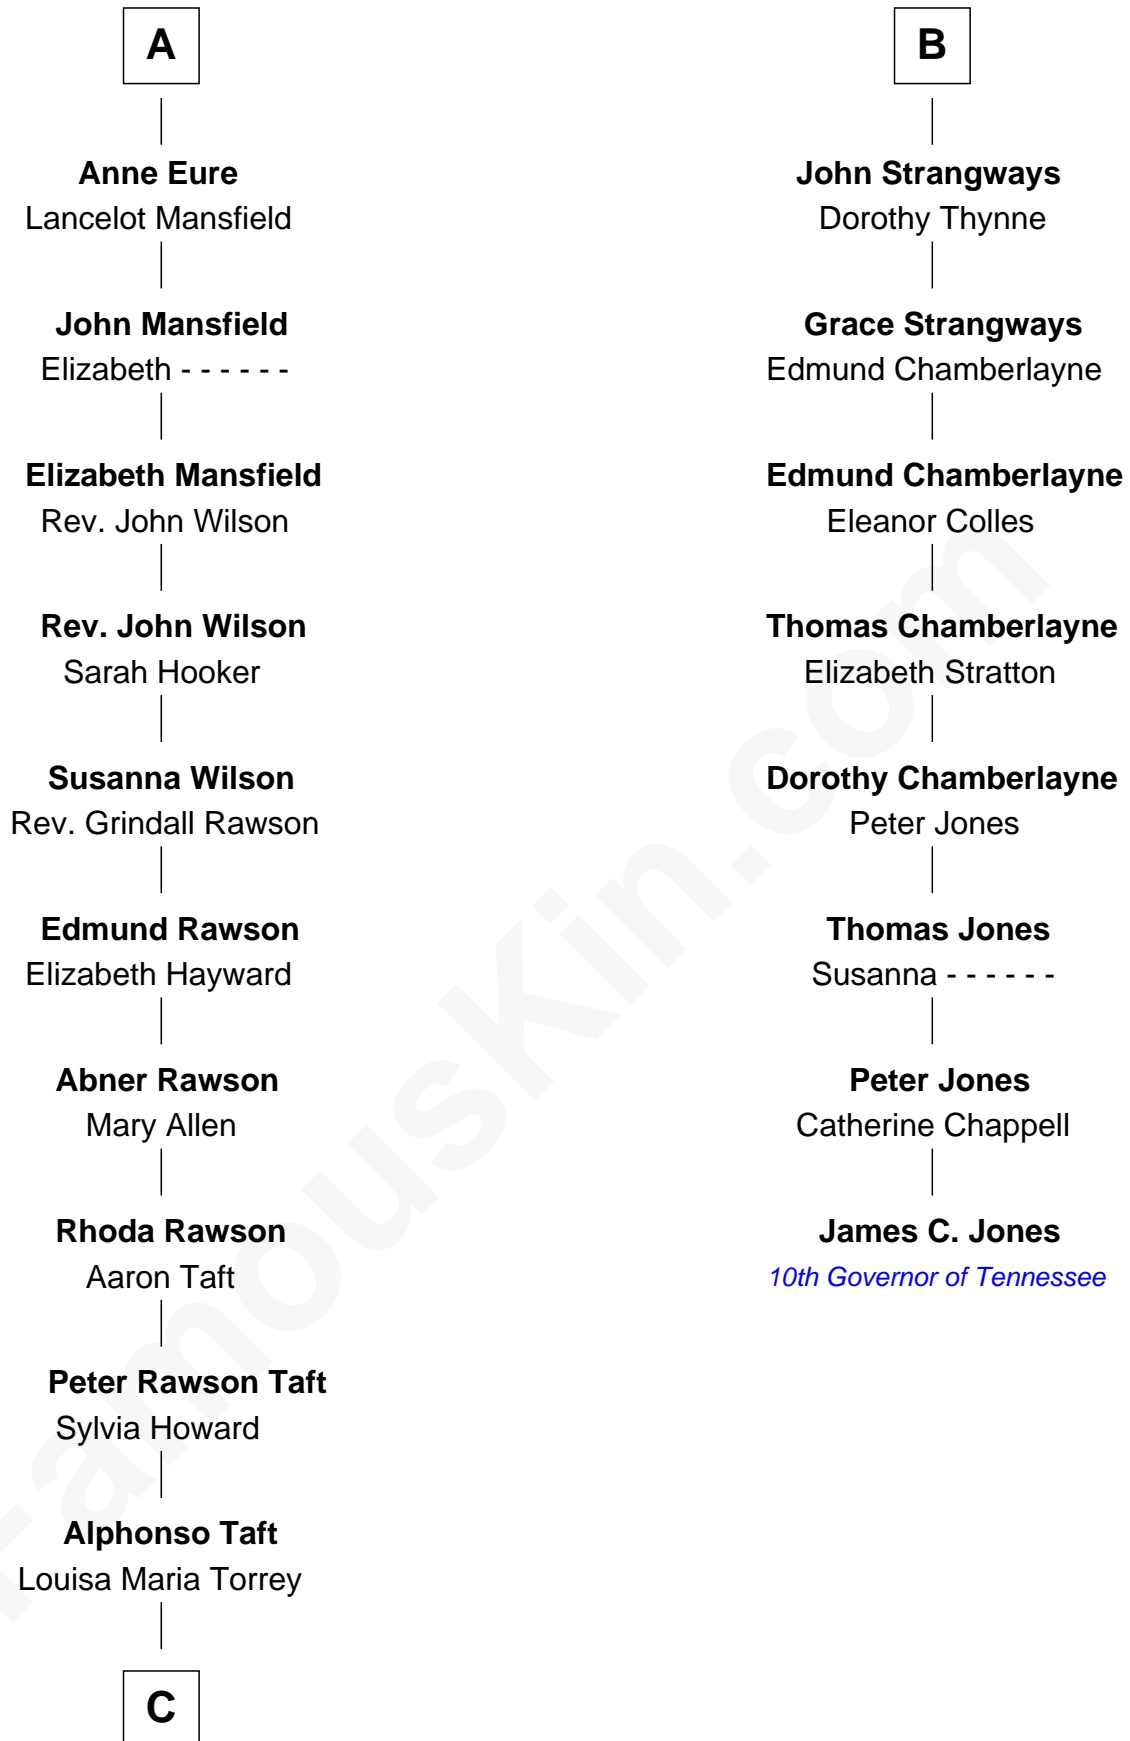 A
Anne Eure
Lancelot Mansfield
John Mansfield
Elizabeth - - - - - -
Elizabeth Mansfield
Rev. John Wilson
Rev. John Wilson
Sarah Hooker
Susanna Wilson
Rev. Grindall Rawson
Edmund Rawson
Elizabeth Hayward
Abner Rawson
Mary Allen
Rhoda Rawson
Aaron Taft
Peter Rawson Taft
Sylvia Howard
Alphonso Taft
Louisa Maria Torrey
C
B
John Strangways
Dorothy Thynne
Grace Strangways
Edmund Chamberlayne
Edmund Chamberlayne
Eleanor Colles
Thomas Chamberlayne
Elizabeth Stratton
Dorothy Chamberlayne
Peter Jones
Thomas Jones
Susanna - - - - - -
Peter Jones
Catherine Chappell
James C. Jones
10th Governor of Tennessee
FamousKin.com